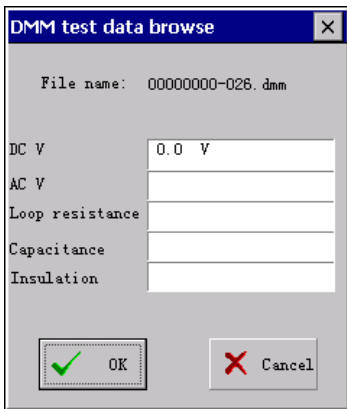 DMM test data browse
File name: 00000000-026.dmm
DC V 0.0 V
AC V
Loop resistance
Capacitance
Insulation
OK Cancel